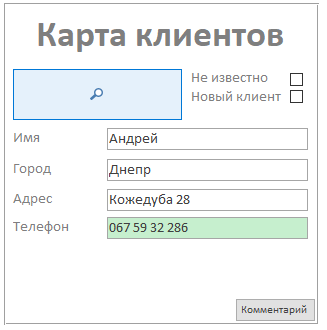 Карта клиентов
Не известно
Новый клиент
Имя Андрей
Город Днепр
Адрес Кожедуба 28
Телефон 067 59 32 286
Комментарий